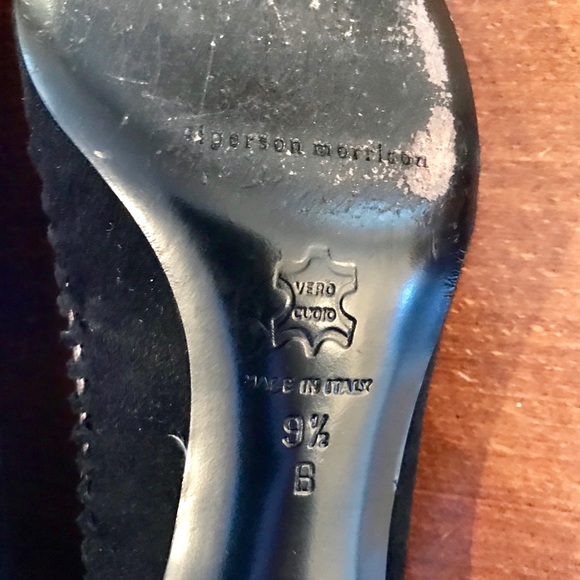 sigerson morrison
VERO
CUOIO
MADE IN ITALY
9½
B